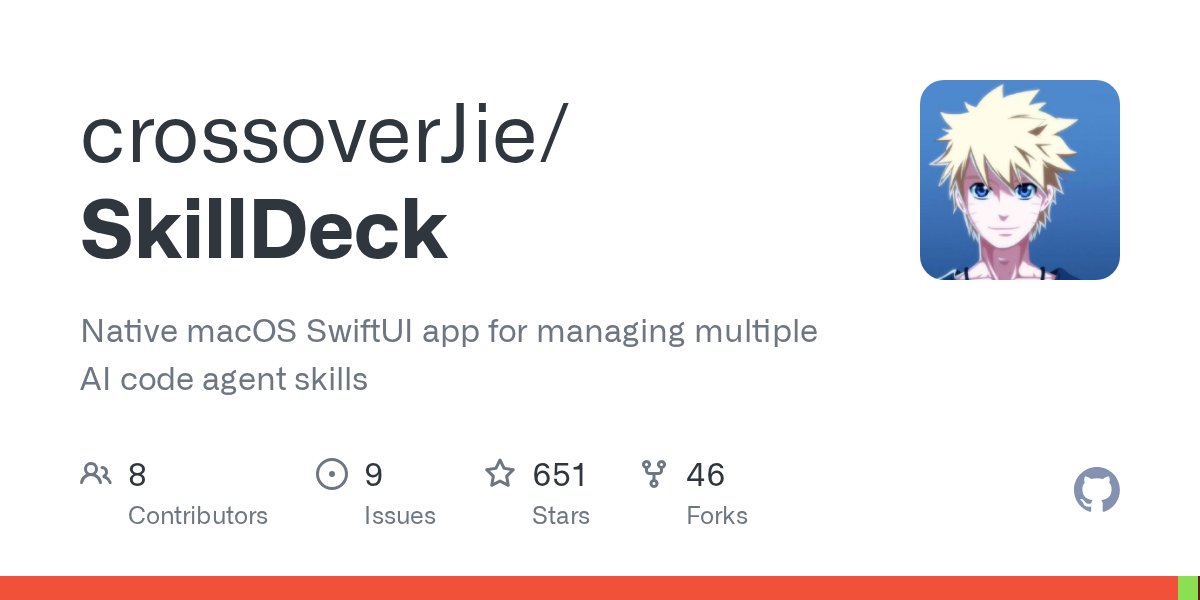 crossoverJie/
SkillDeck
Native macOS SwiftUI app for managing multiple
AI code agent skills
8 9 651 46
Contributors Issues Stars Forks